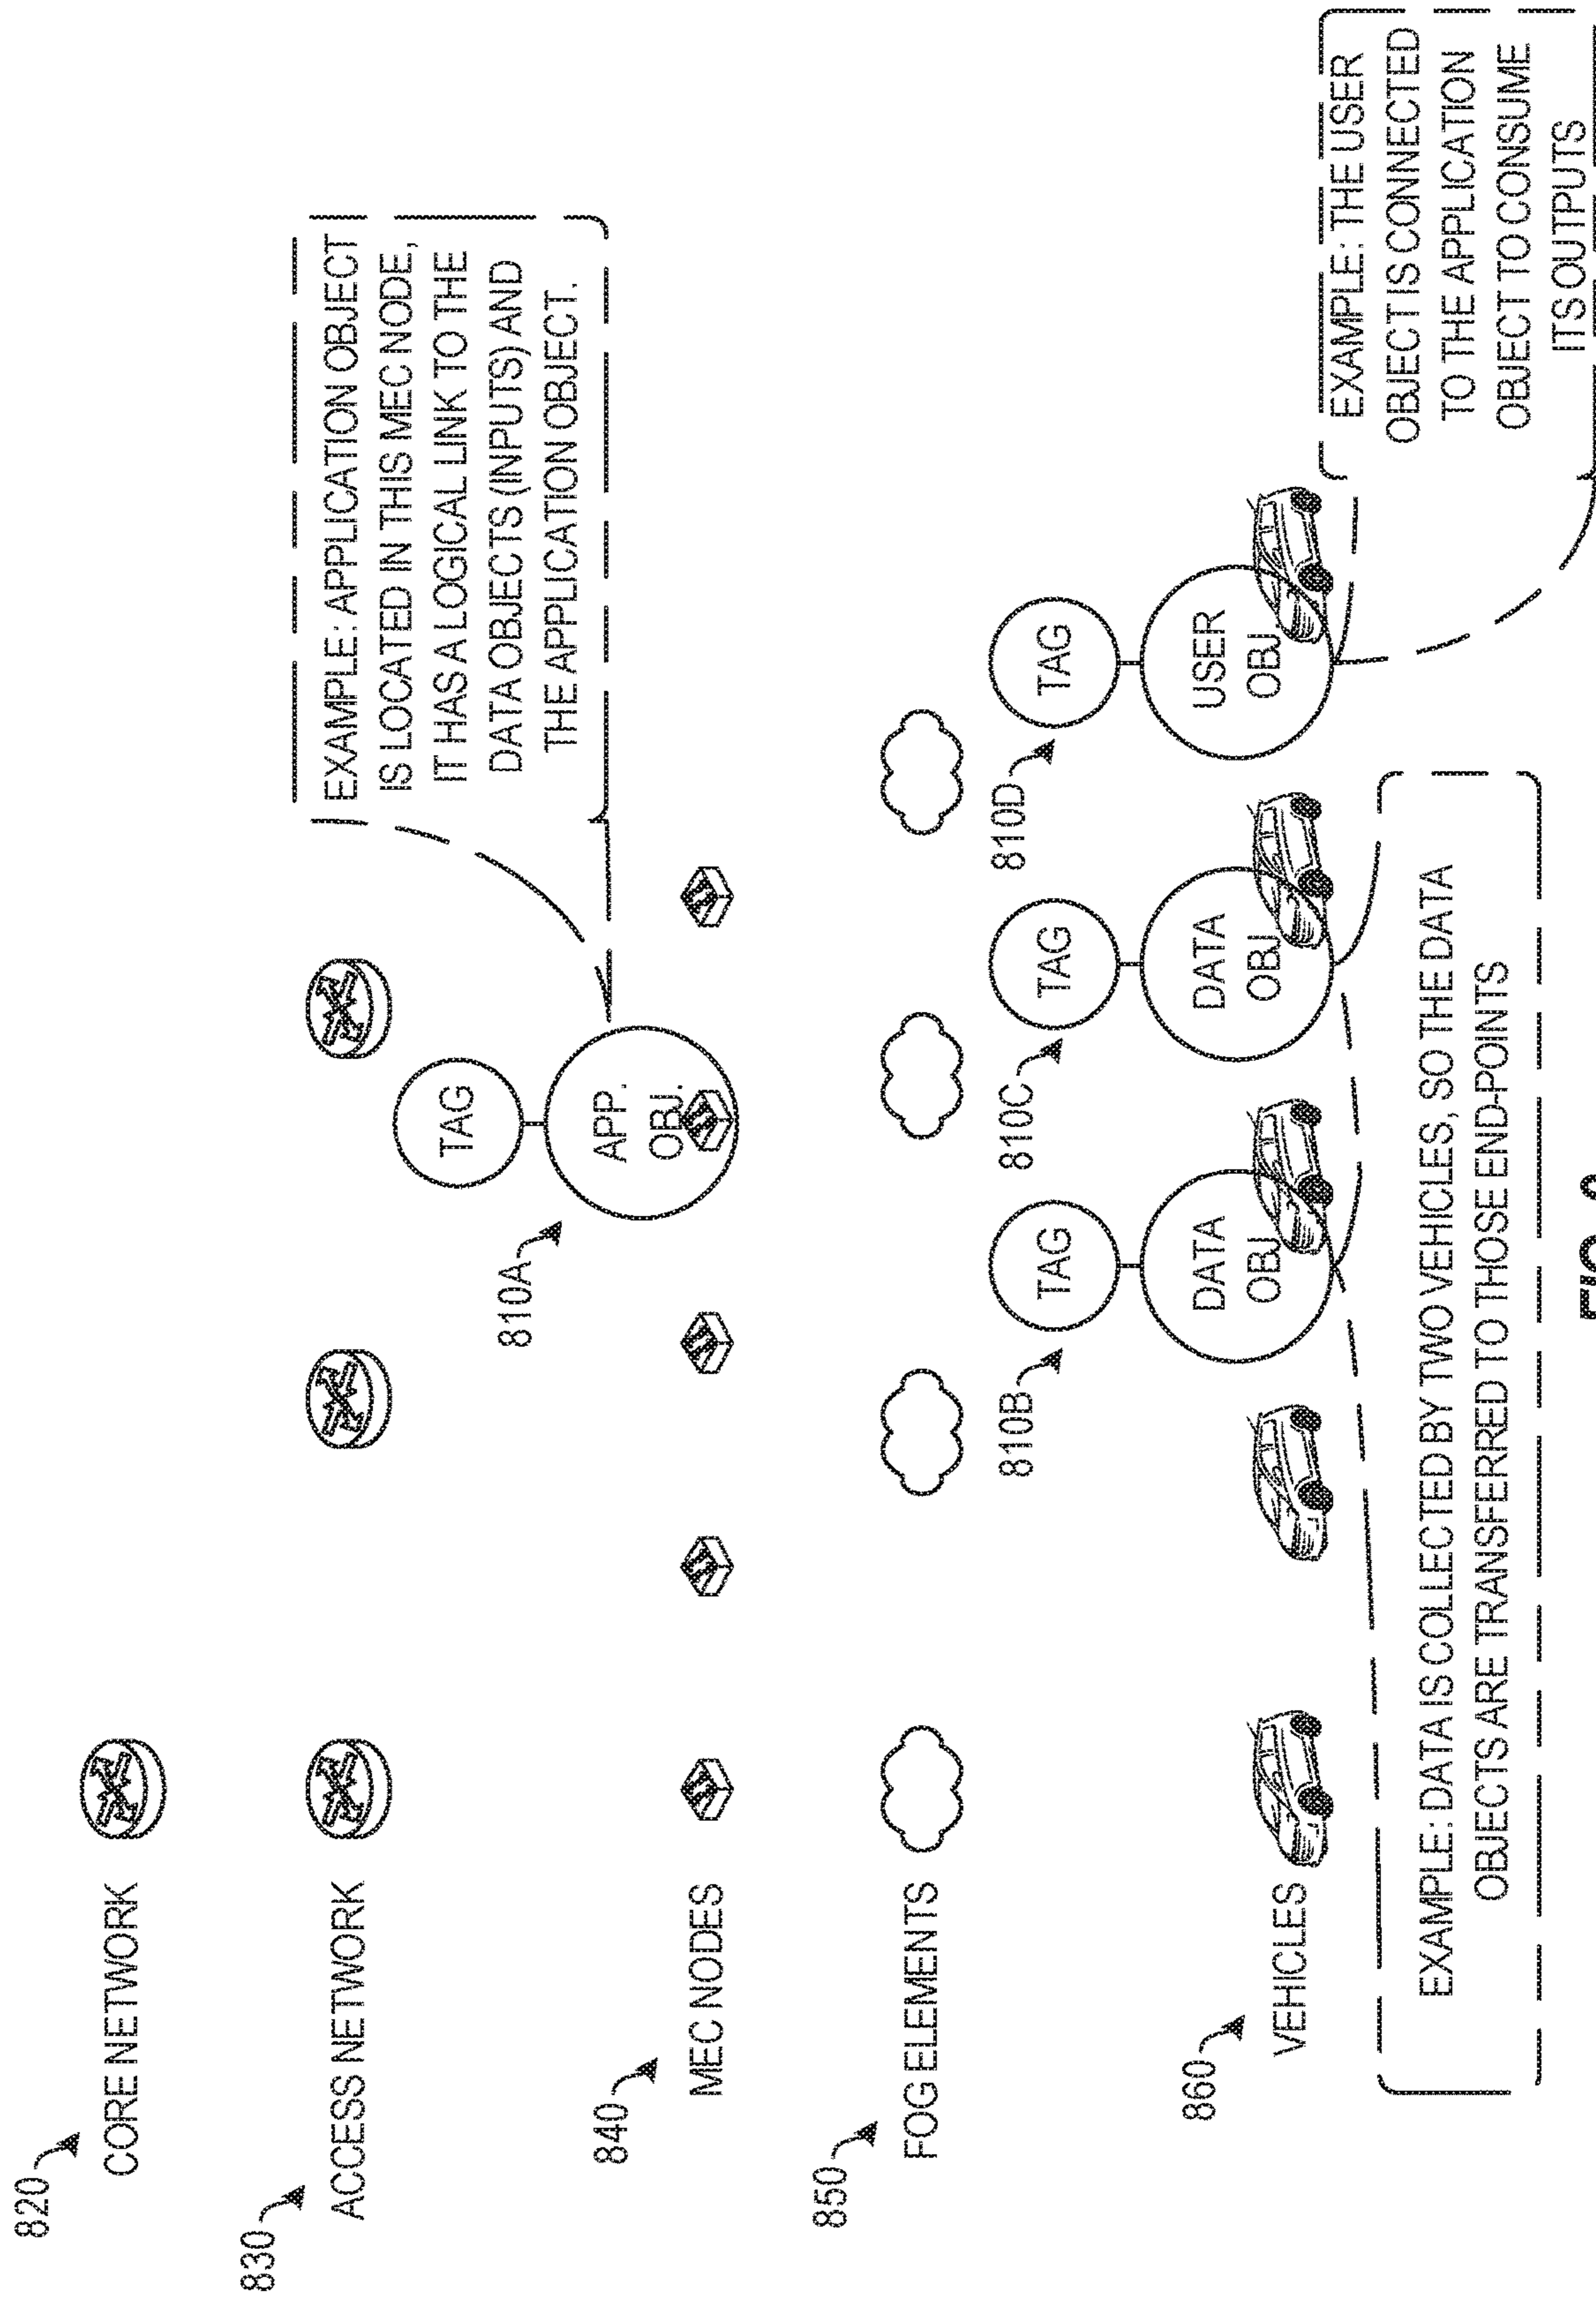 820
CORE NETWORK
830
ACCESS NETWORK
EXAMPLE: APPLICATION OBJECT
IS LOCATED IN THIS MEC NODE,
IT HAS A LOGICAL LINK TO THE
DATA OBJECTS (INPUTS) AND
THE APPLICATION OBJECT.
TAG
810A
APP.
OBJ.
840
MEC NODES
850
FOG ELEMENTS
810B
TAG
DATA
OBJ.
810C
TAG
DATA
OBJ.
810D
TAG
USER
OBJ.
860
VEHICLES
EXAMPLE: THE USER
OBJECT IS CONNECTED
TO THE APPLICATION
OBJECT TO CONSUME
ITS OUTPUTS
EXAMPLE: DATA IS COLLECTED BY TWO VEHICLES, SO THE DATA
OBJECTS ARE TRANSFERRED TO THOSE END-POINTS